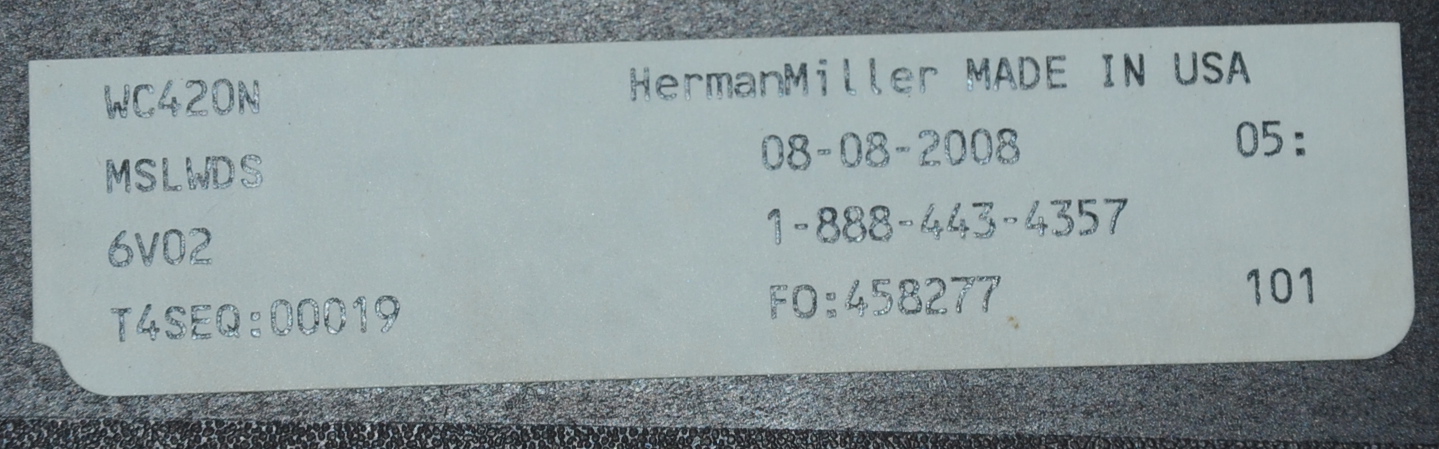 WC420N HermanMiller MADE IN USA
MSLWDS 08-08-2008 05:
6V02 1-888-443-4357
T4SEQ:00019 FO:458277 101